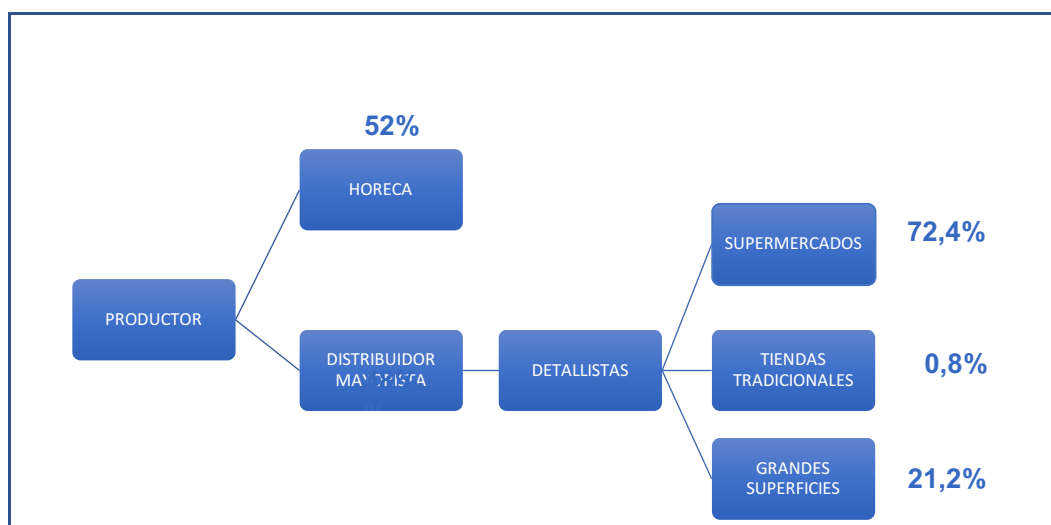 52%
HORECA
PRODUCTOR
DISTRIBUIDOR
DETALLISTAS
SUPERMERCADOS
72,4%
TIENDAS
TRADICIONALES
0,8%
GRANDES
SUPERFICIES
21,2%